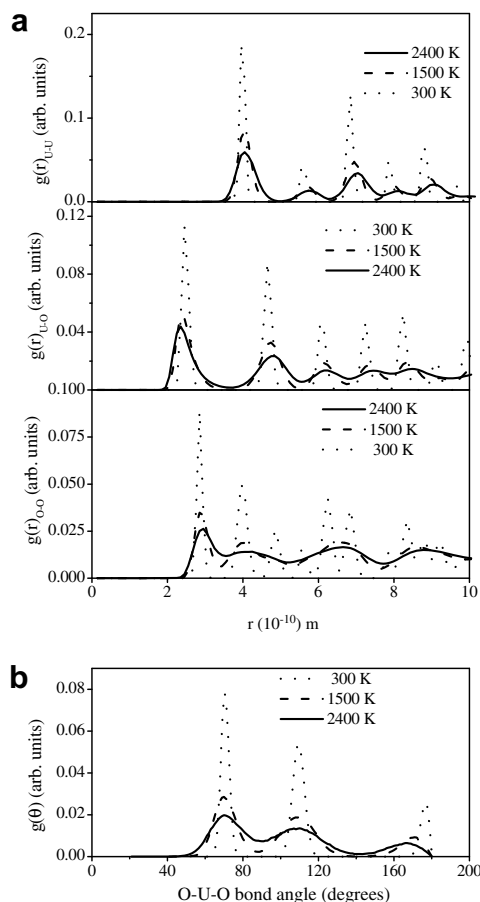 a
0.2
g(r)U-U (arb. units)
0.1
0.0
2400 K
1500 K
300 K
0.12
g(r)U-O (arb. units)
0.08
0.04
300 K
1500 K
2400 K
0.100
g(r)O-O (arb. units)
0.075
0.050
0.025
0.000
2400 K
1500 K
300 K
0 2 4 6 8 10
r (10-10) m
b
0.08
g(θ) (arb. units)
0.06
0.04
0.02
0.00
300 K
1500 K
2400 K
0 40 80 120 160 200
O-U-O bond angle (degrees)